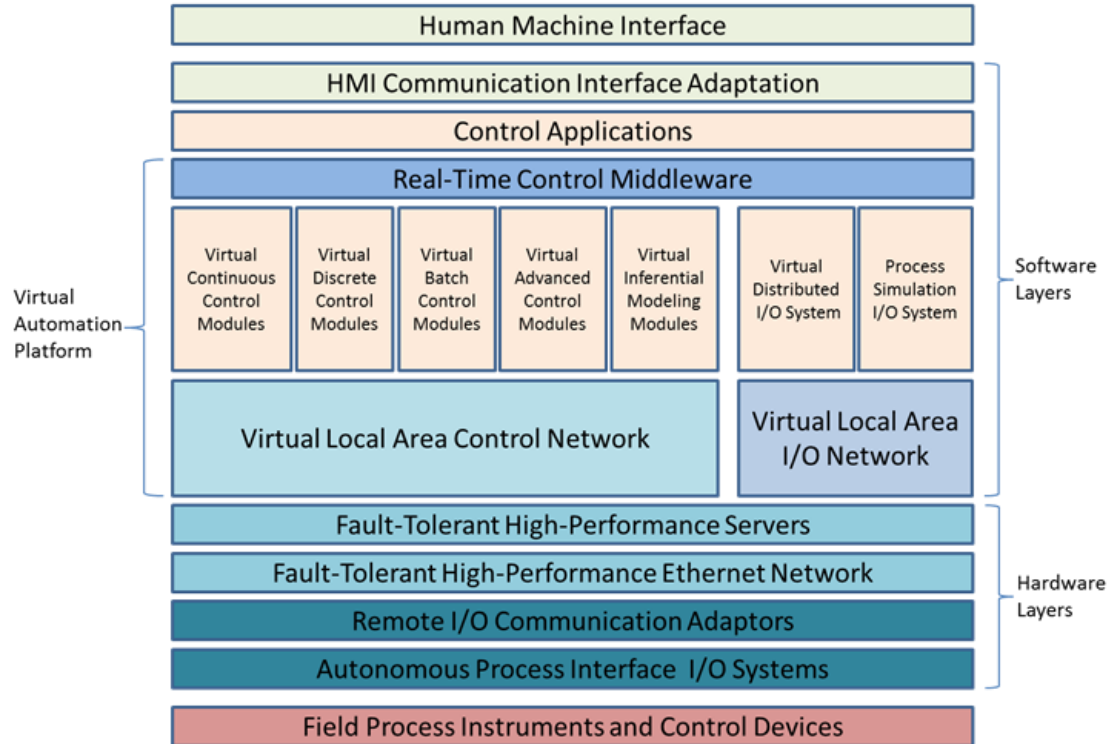 Human Machine Interface
HMI Communication Interface Adaptation
Control Applications
Real-Time Control Middleware
Virtual
Continuous
Control
Modules
Virtual
Discrete
Control
Modules
Virtual
Batch
Control
Modules
Virtual
Advanced
Control
Modules
Virtual
Inferential
Modeling
Modules
Virtual
Distributed
I/O System
Process
Simulation
I/O System
Virtual
Automation
Platform
Software
Layers
Virtual Local Area Control Network
Virtual Local Area
I/O Network
Fault-Tolerant High-Performance Servers
Fault-Tolerant High-Performance Ethernet Network
Remote I/O Communication Adaptors
Autonomous Process Interface I/O Systems
Hardware
Layers
Field Process Instruments and Control Devices